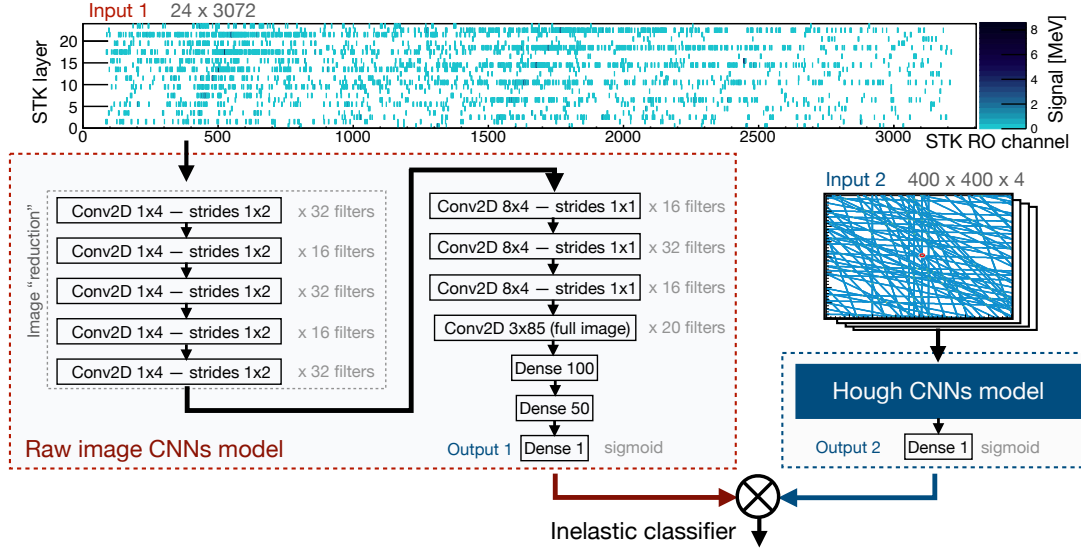 Input 1 24 x 3072
STK layer
20
15
10
5
0
0 500 1000 1500 2000 2500 3000
STK RO channel
8
6
4
2
0
Signal [MeV]
Image “reduction”
Conv2D 1x4 — strides 1x2 x 32 filters
Conv2D 1x4 — strides 1x2 x 16 filters
Conv2D 1x4 — strides 1x2 x 32 filters
Conv2D 1x4 — strides 1x2 x 16 filters
Conv2D 1x4 — strides 1x2 x 32 filters
Conv2D 8x4 — strides 1x1 x 16 filters
Conv2D 8x4 — strides 1x1 x 32 filters
Conv2D 8x4 — strides 1x1 x 16 filters
Conv2D 3x85 (full image) x 20 filters
Dense 100
Dense 50
Raw image CNNs model
Output 1 Dense 1 sigmoid
Input 2 400 x 400 x 4
Hough CNNs model
Output 2 Dense 1 sigmoid
Inelastic classifier